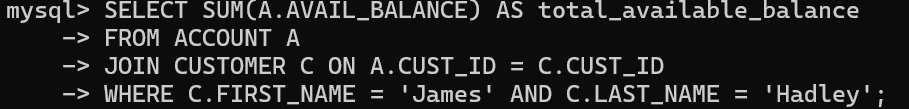 mysql> SELECT SUM(A.AVAIL_BALANCE) AS total_available_balance
    -> FROM ACCOUNT A
    -> JOIN CUSTOMER C ON A.CUST_ID = C.CUST_ID
    -> WHERE C.FIRST_NAME = 'James' AND C.LAST_NAME = 'Hadley';